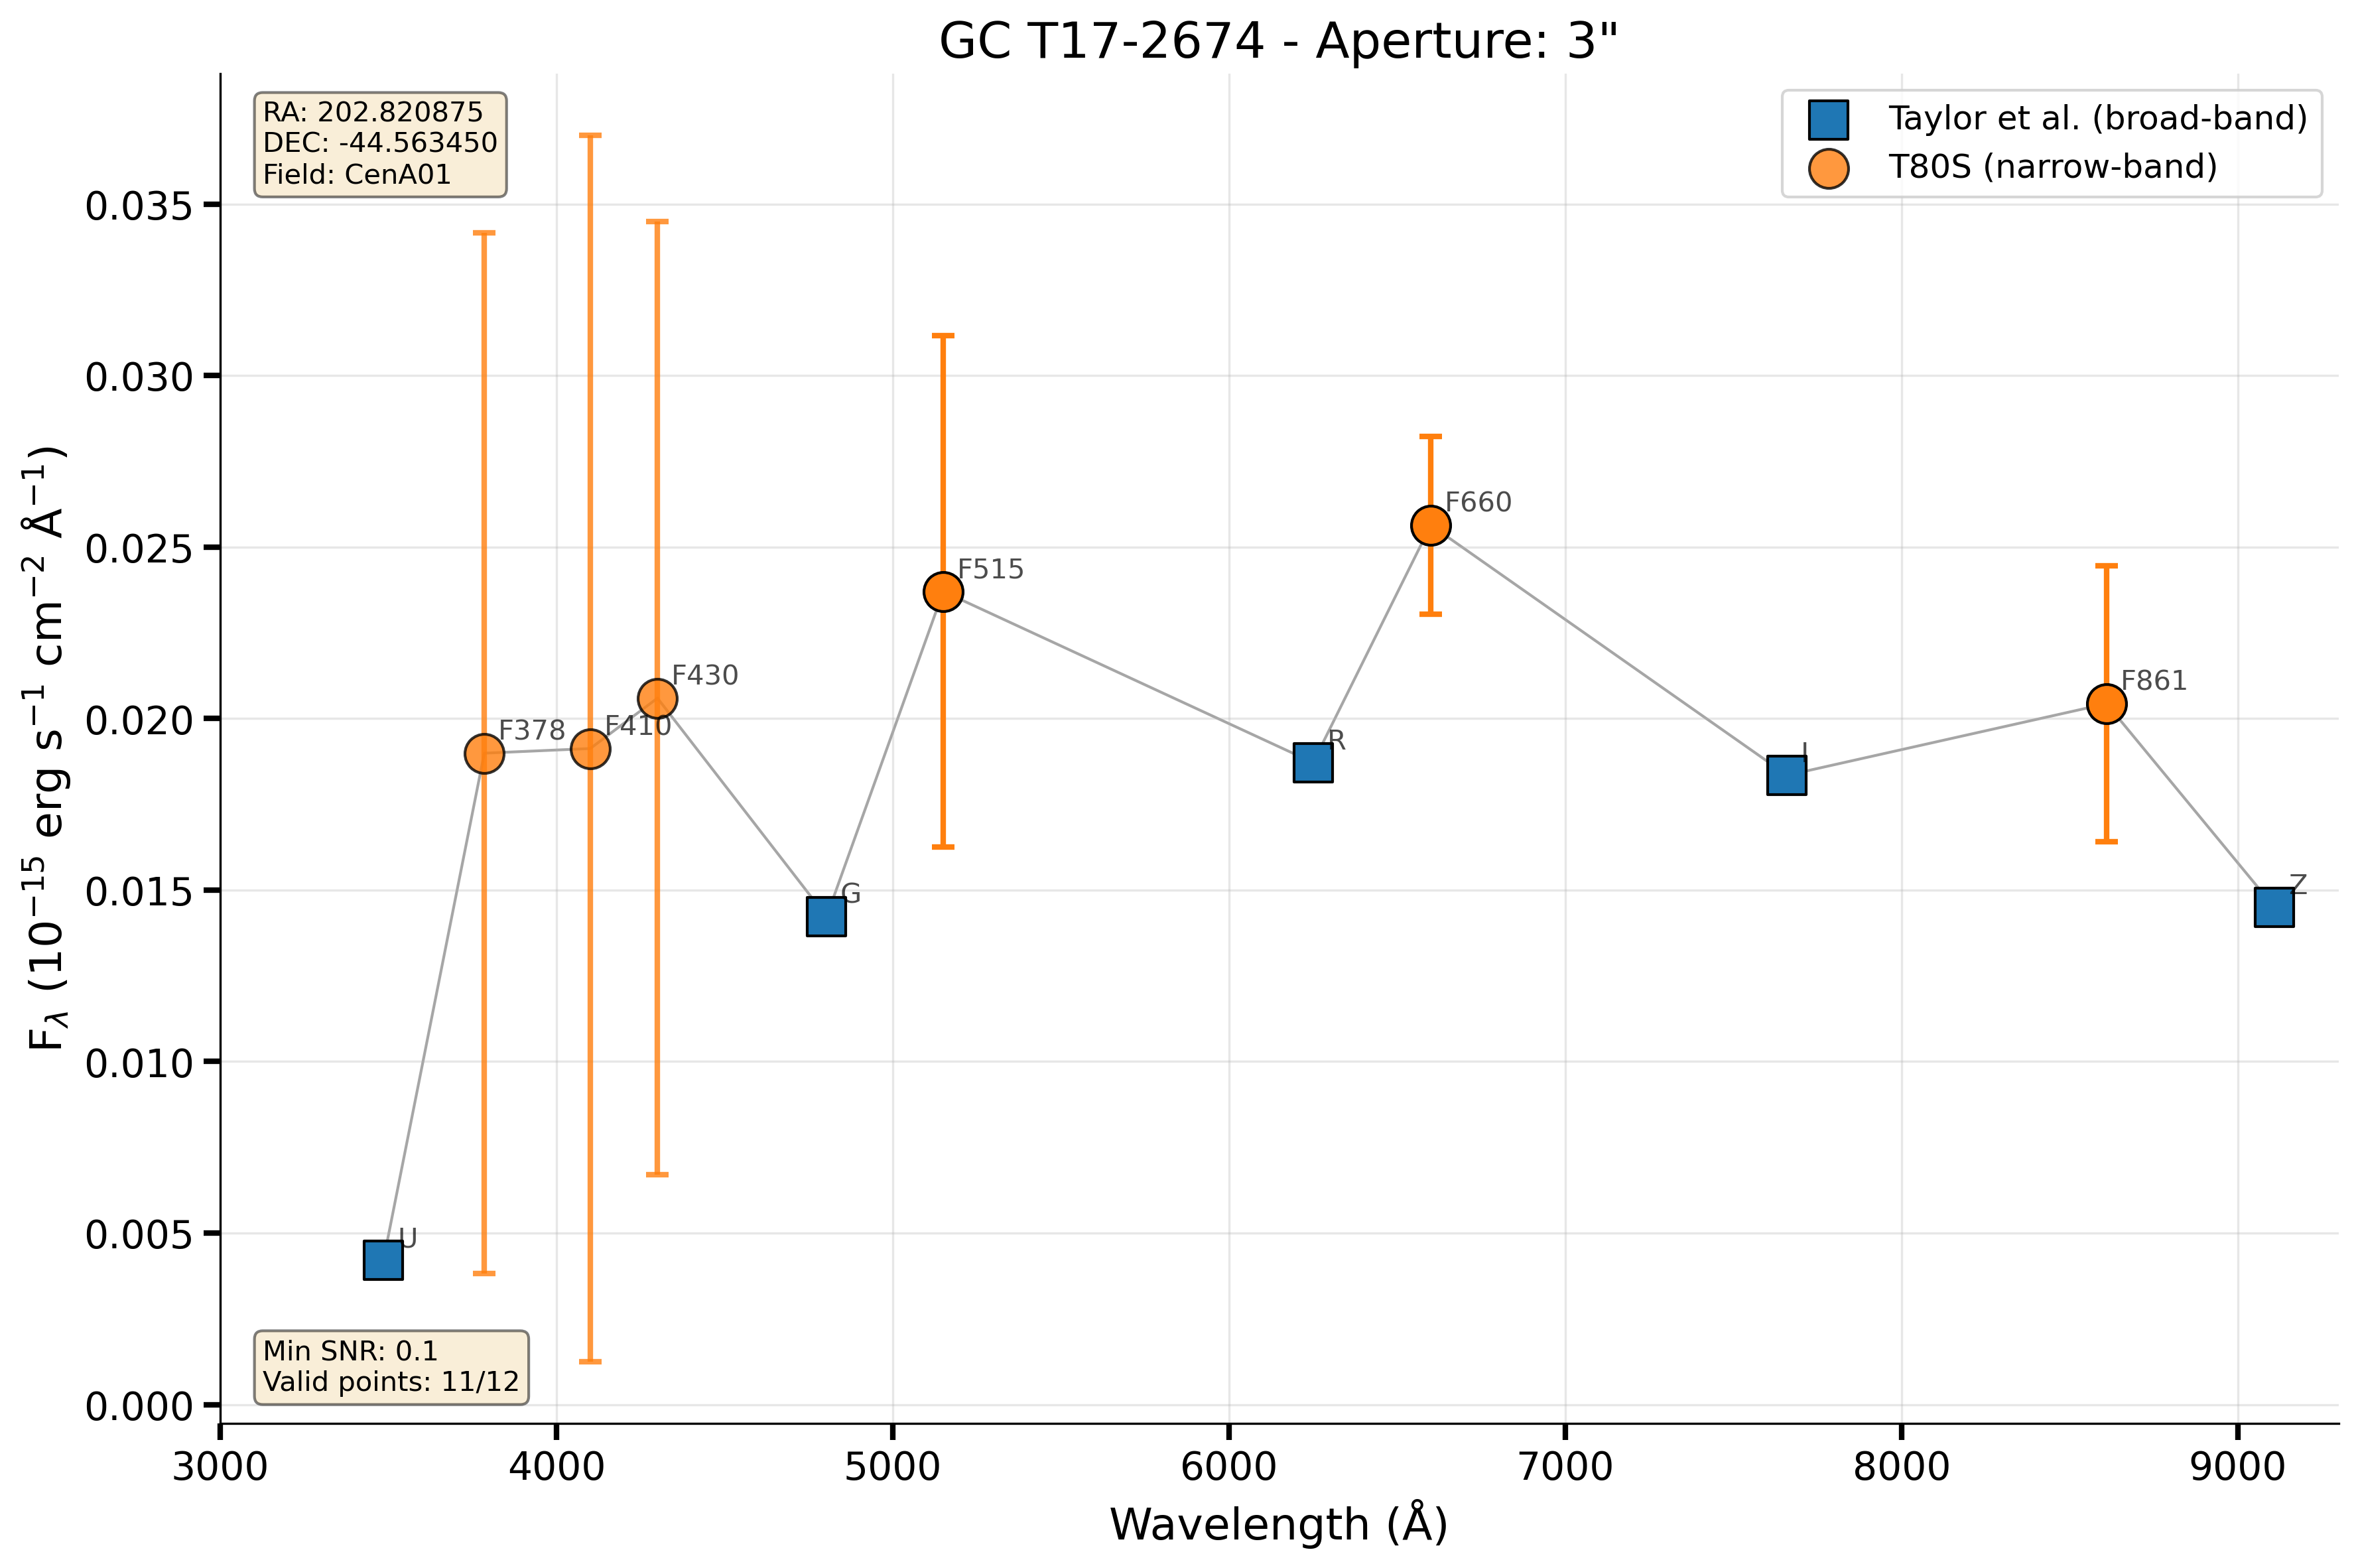 GC T17-2674 - Aperture: 3"
RA: 202.820875
DEC: -44.563450
Field: CenA01
Taylor et al. (broad-band)
T80S (narrow-band)
F_λ (10⁻¹⁵ erg s⁻¹ cm⁻² Å⁻¹)
0.035
0.030
0.025
0.020
0.015
0.010
0.005
0.000
U
F378
F410
F430
G
F515
R
F660
I
F861
Z
Min SNR: 0.1
Valid points: 11/12
3000 4000 5000 6000 7000 8000 9000
Wavelength (Å)